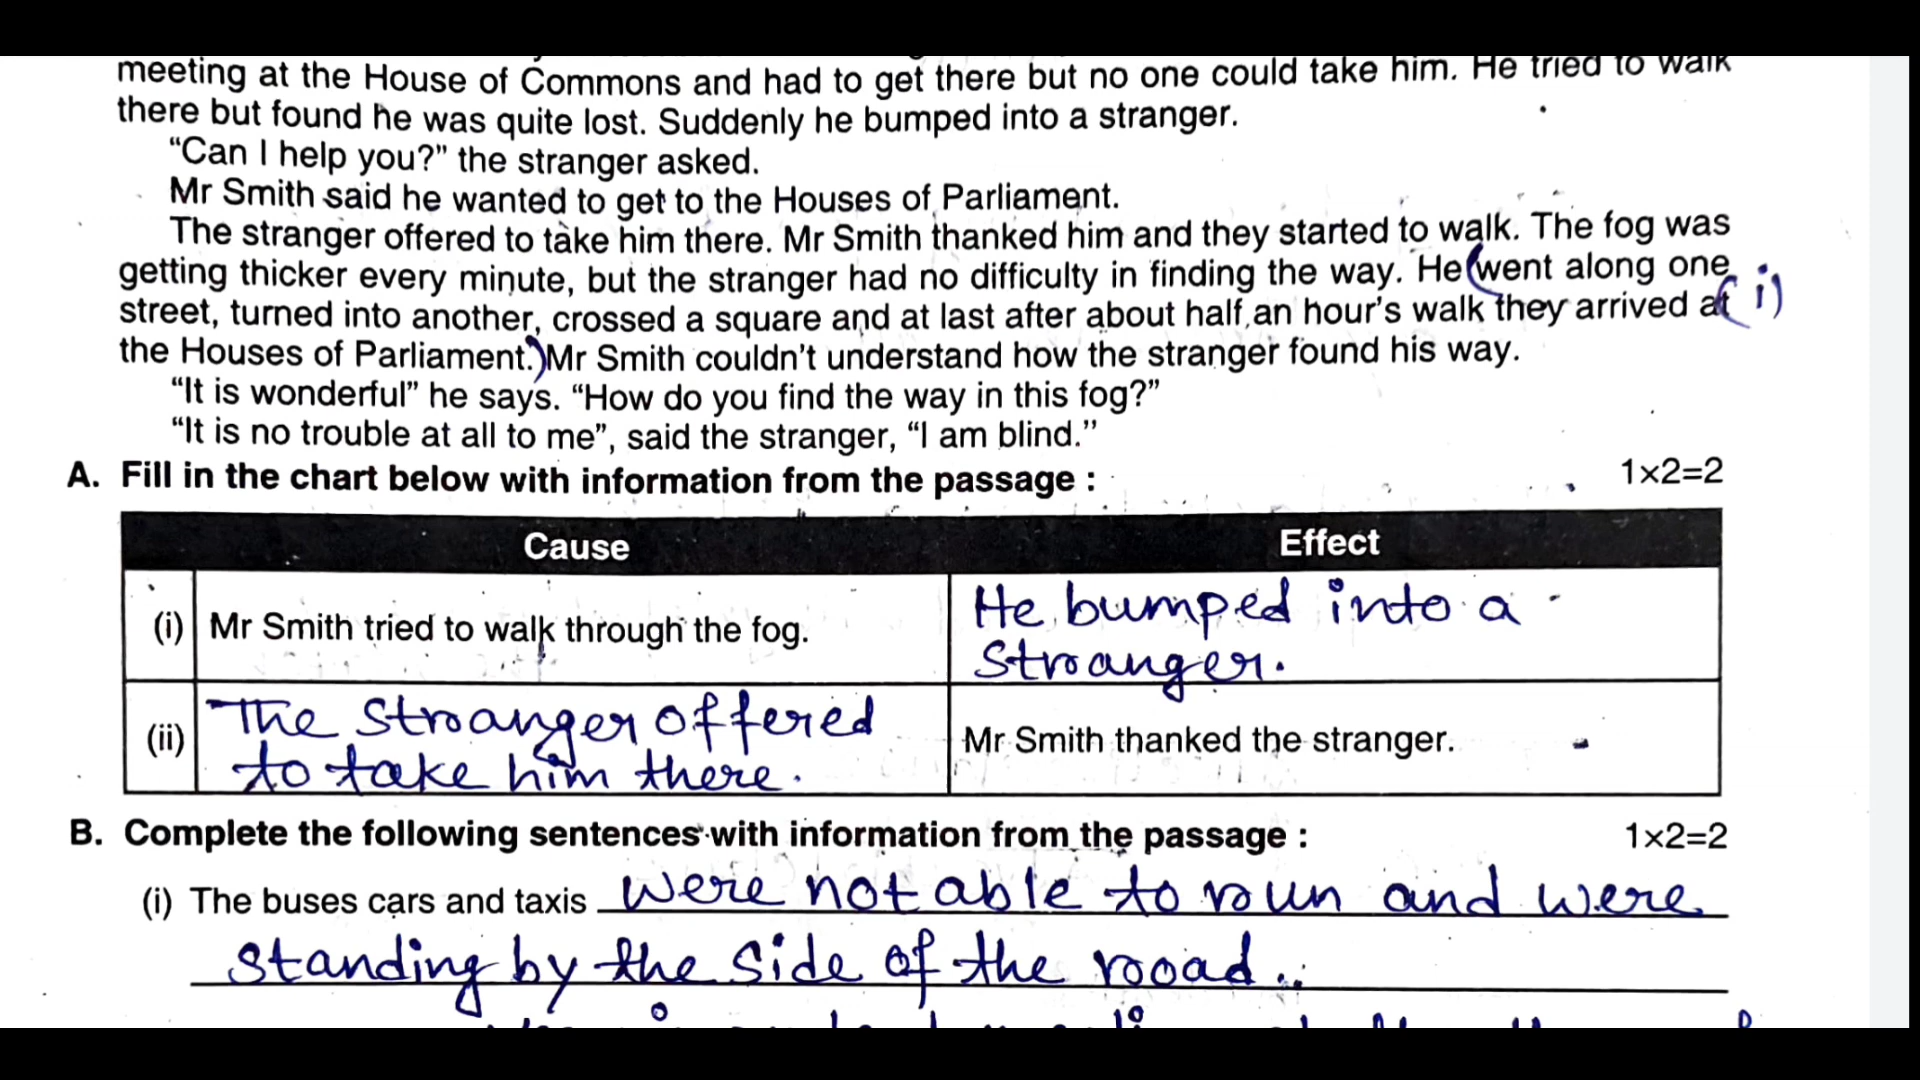 meeting at the House of Commons and had to get there but no one could take him. He tried to walk
there but found he was quite lost. Suddenly he bumped into a stranger.
“Can I help you?” the stranger asked.
Mr Smith said he wanted to get to the Houses of Parliament.
The stranger offered to take him there. Mr Smith thanked him and they started to walk. The fog was
getting thicker every minute, but the stranger had no difficulty in finding the way. He (went along one
street, turned into another, crossed a square and at last after about half an hour's walk they arrived at (i)
the Houses of Parliament.) Mr Smith couldn't understand how the stranger found his way.
“It is wonderful” he says. “How do you find the way in this fog?”
“It is no trouble at all to me”, said the stranger, “I am blind.”
A. Fill in the chart below with information from the passage : 1×2=2
Cause Effect
(i) Mr Smith tried to walk through the fog. He bumped into a
stranger.
(ii) The stranger offered
to take him there. Mr Smith thanked the stranger.
B. Complete the following sentences with information from the passage : 1×2=2
(i) The buses cars and taxis were not able to run and were
standing by the side of the road.